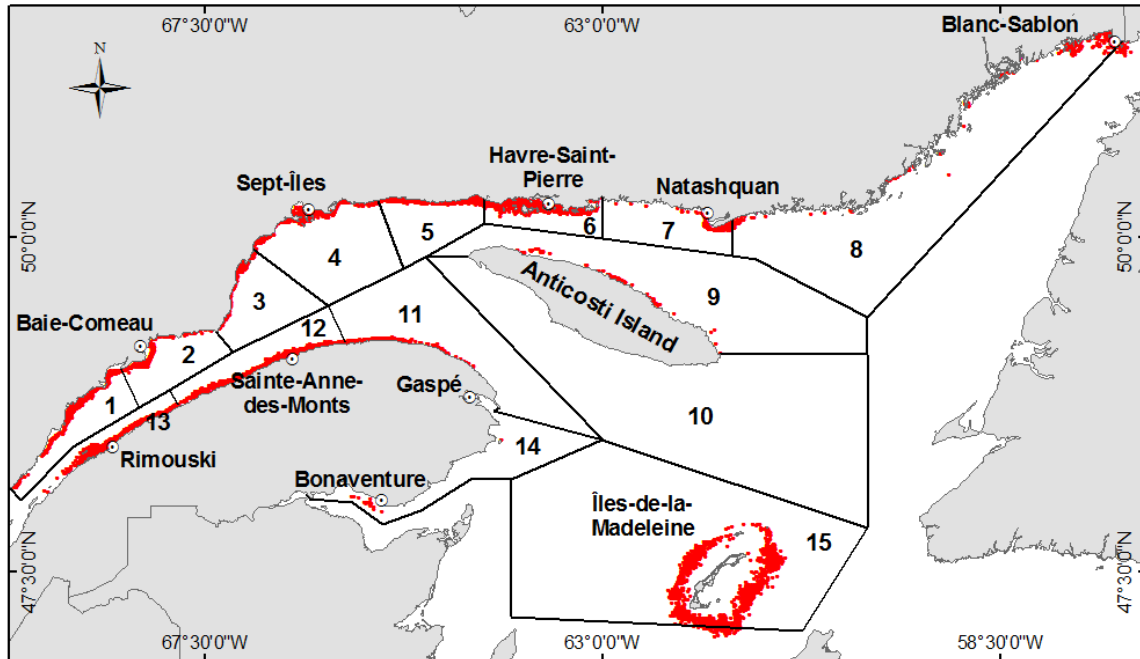 67°30'0"W
63°0'0"W
Blanc-Sablon
N
Havre-Saint-
Pierre
Sept-Îles
Natashquan
50°0'0"N
50°0'0"N
6
7
5
8
4
Anticosti Island
9
3
11
12
Baie-Comeau
2
Sainte-Anne-
des-Monts
Gaspé
1
13
10
14
Rimouski
Bonaventure
Îles-de-la-
Madeleine
15
47°30'0"N
47°30'0"N
67°30'0"W
63°0'0"W
58°30'0"W